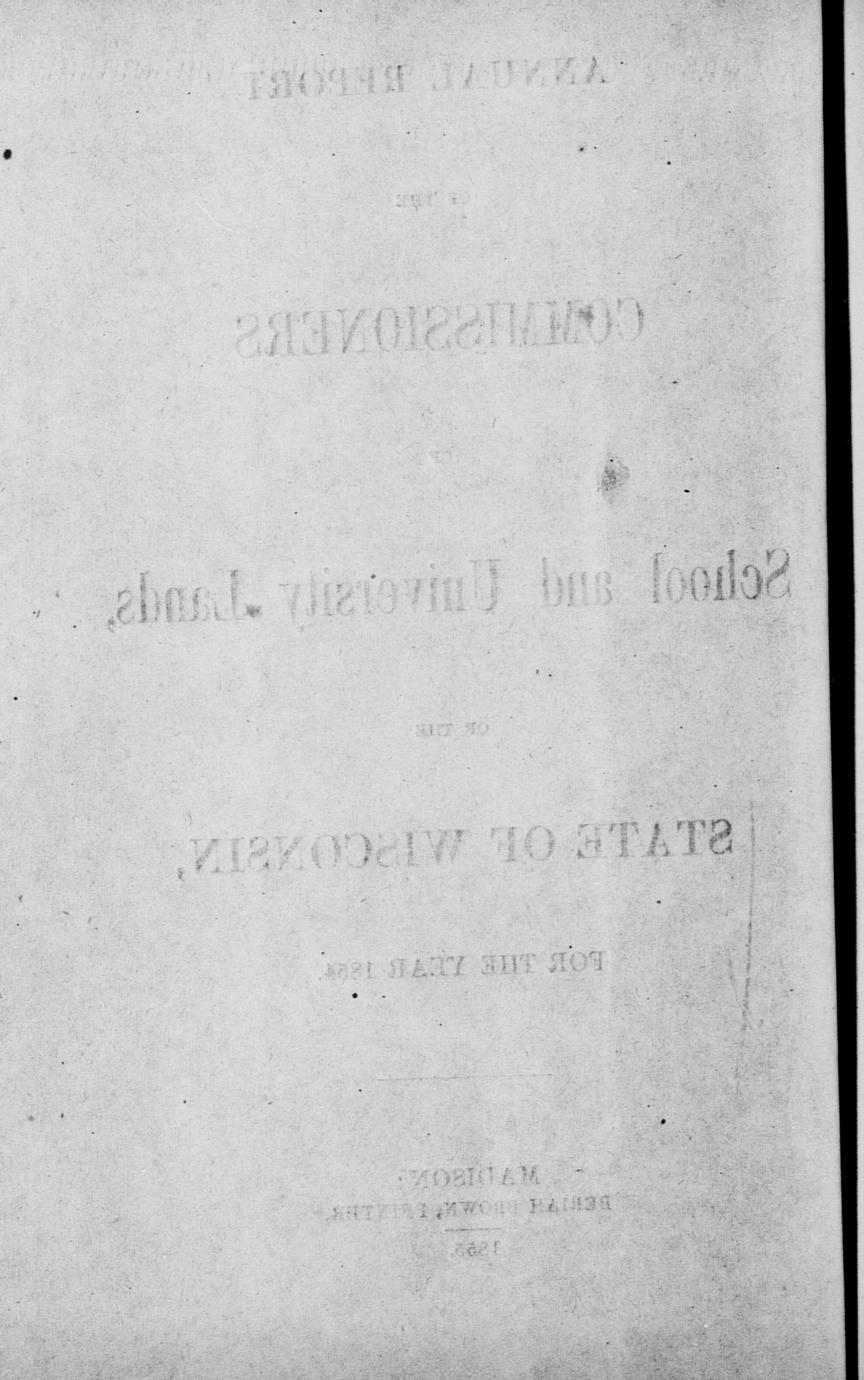 ANNUAL REPORT
OF THE
COMMISSIONERS
OF
School and University Lands,
OF THE
STATE OF WISCONSIN,
FOR THE YEAR 1854.
MADISON:
BERIAH BROWN, PRINTER.
1855.